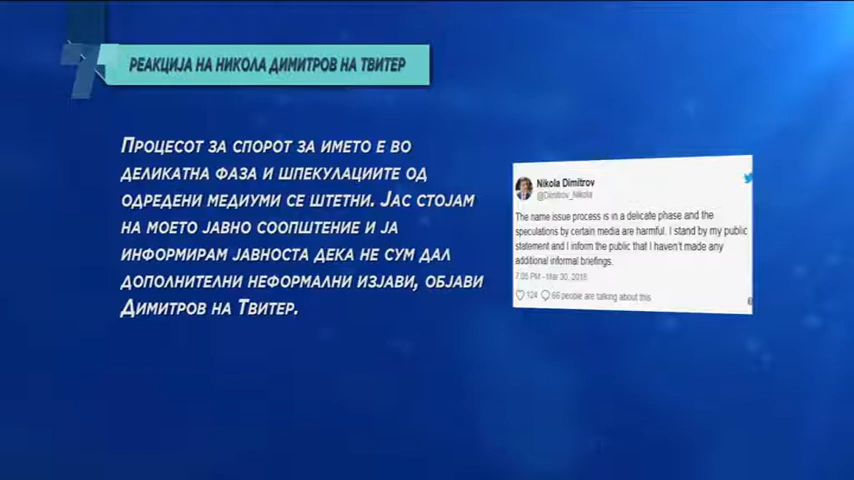 РЕАКЦИЈА НА НИКОЛА ДИМИТРОВ НА ТВИТЕР
Процесот за спорот за името е во
деликатна фаза и шпекулациите од
одредени медиуми се штетни. Јас стојам
на моето јавно соопштение и ја
информирам јавноста дека не сум дал
дополнителни неформални изјави, објави
Димитров на Твитер.
Nikola Dimitrov
@Dimitrov_Nikola
The name issue process is in a delicate phase and the
speculations by certain media are harmful. I stand by my public
statement and I inform the public that I haven't made any
additional informal briefings.
7:05 PM - Mar 30, 2018
124 66 people are talking about this